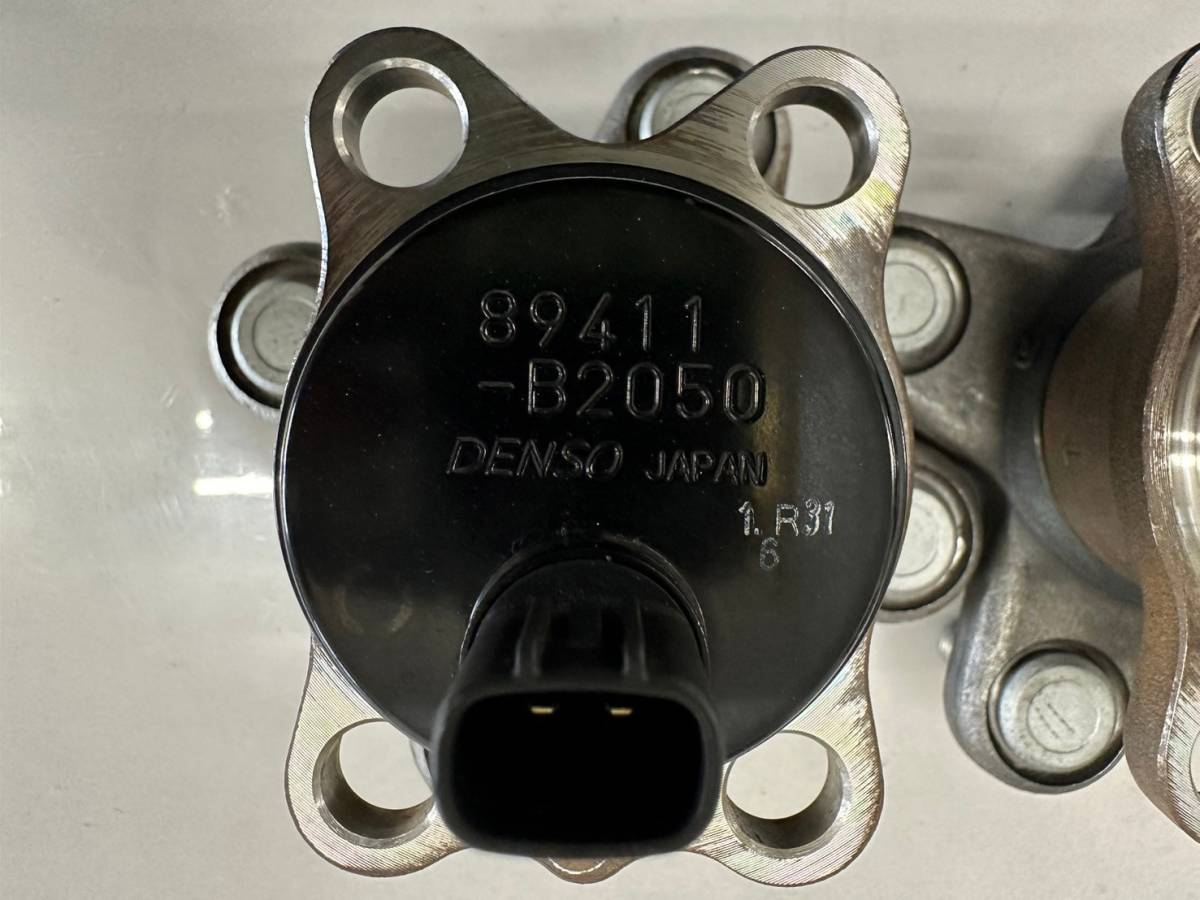 89411
-B2050
DENSO JAPAN
1. R31
6